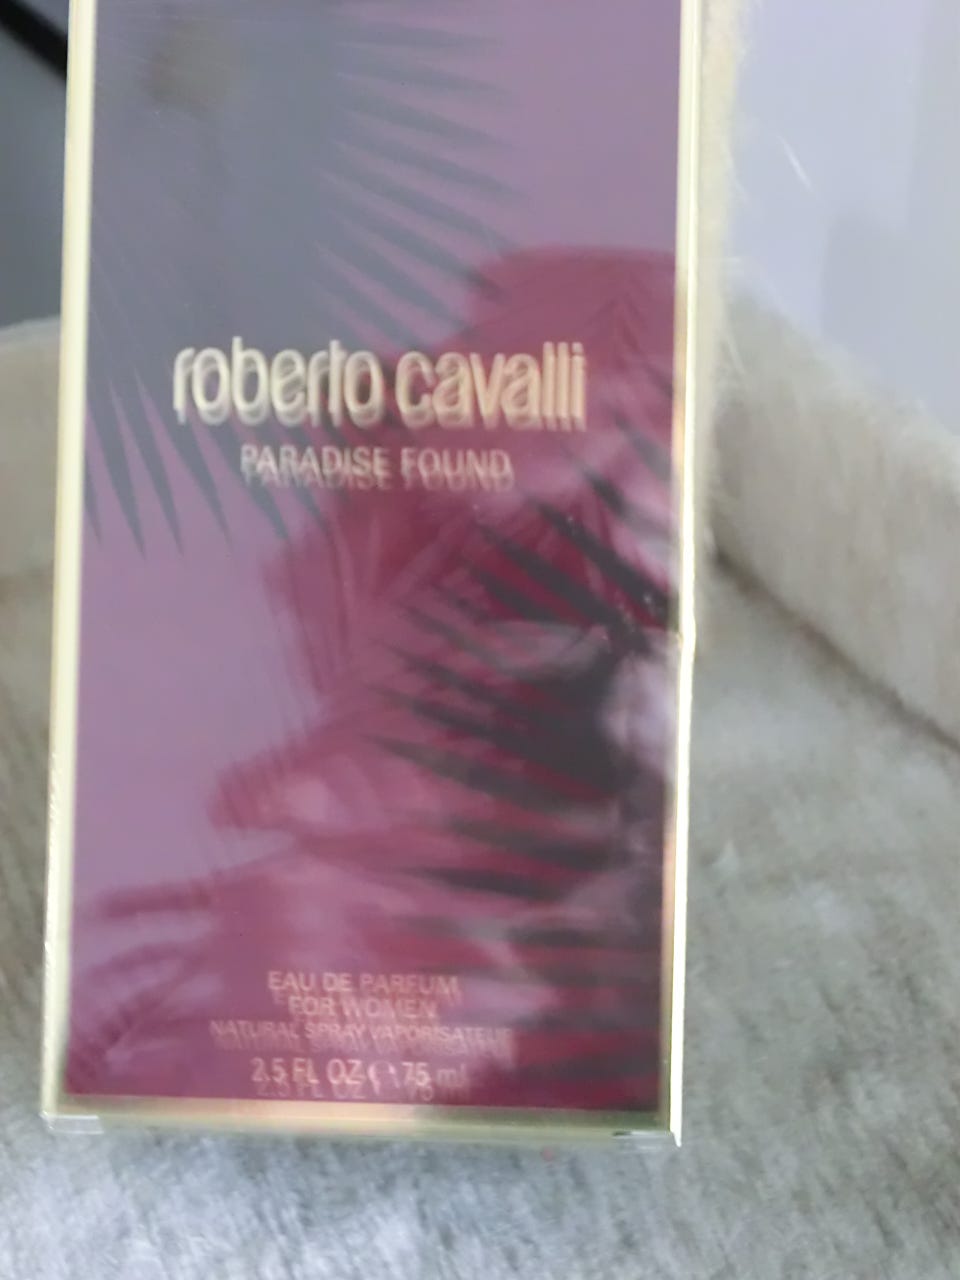 roberto cavalli
PARADISE FOUND
EAU DE PARFUM
FOR WOMEN
NATURAL SPRAY VAPORISATEUR
2.5 FL OZ ℮ 75 ml